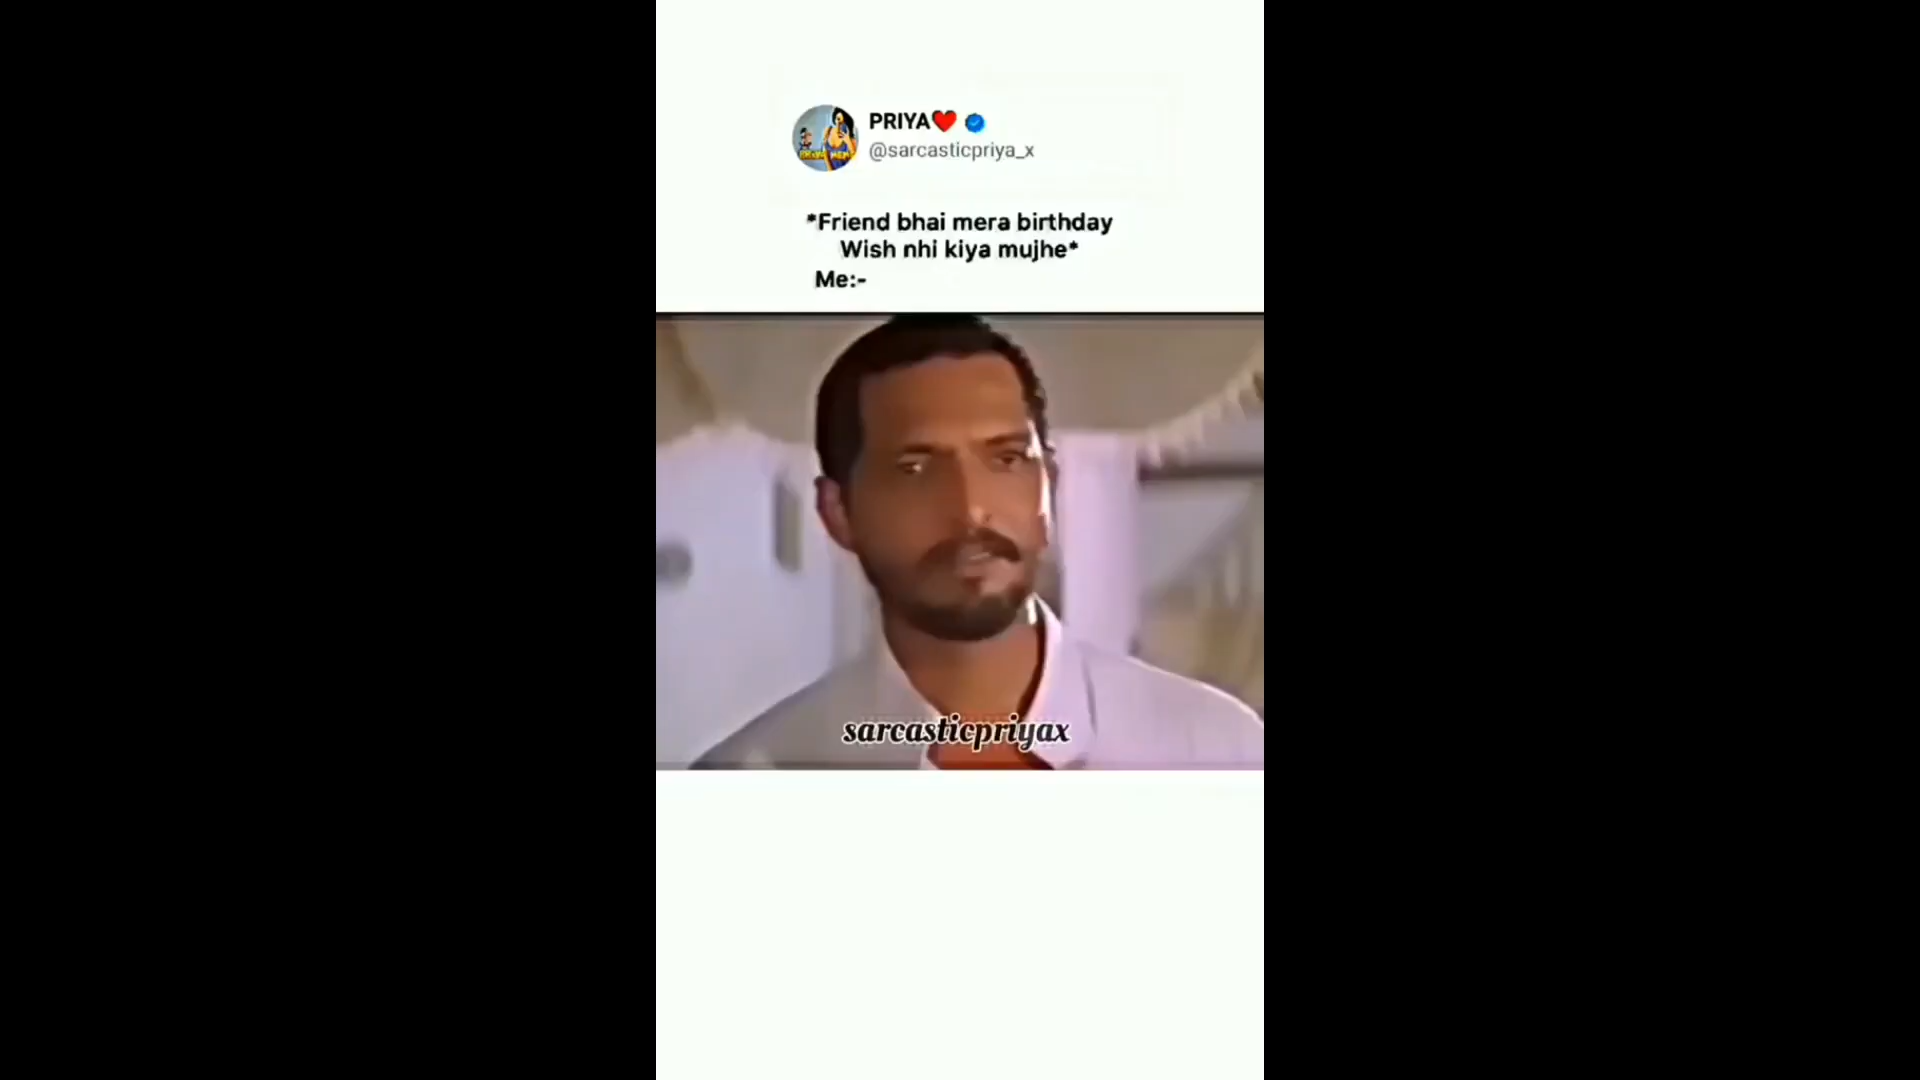 PRIYA❤️
@sarcasticpriya_x
*Friend bhai mera birthday
Wish nhi kiya mujhe*
Me:-
sarcasticpriyax